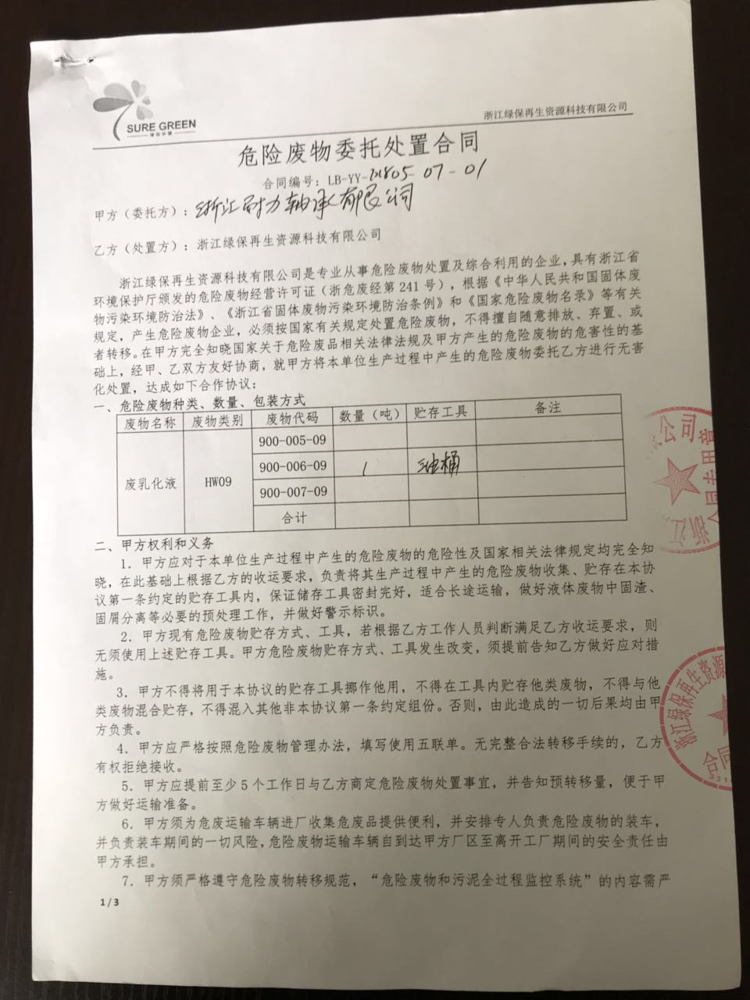 SURE GREEN
绿保环境
浙江绿保再生资源科技有限公司
危险废物委托处置合同
合同编号：LB-YY-201805-07-01
甲方（委托方）：浙江耐力轴承有限公司
乙方（处置方）：浙江绿保再生资源科技有限公司
浙江绿保再生资源科技有限公司是专业从事危险废物处置及综合利用的企业，具有浙江省
环境保护厅颁发的危险废物经营许可证（浙危废经第 241 号），根据《中华人民共和国固体废
物污染环境防治法》、《浙江省固体废物污染环境防治条例》和《国家危险废物名录》等有关
规定，产生危险废物企业，必须按国家有关规定处置危险废物，不得擅自随意排放、弃置、或
者转移。在甲方完全知晓国家关于危险废品相关法律法规及甲方产生的危险废物的危害性的基
础上，经甲、乙双方友好协商，就甲方将本单位生产过程中产生的危险废物委托乙方进行无害
化处置，达成如下合作协议：
一、危险废物种类、数量、包装方式
废物名称 废物类别 废物代码 数量（吨） 贮存工具 备注
900-005-09
废乳化液 HW09 900-006-09 1 油桶
900-007-09
合计
二、甲方权利和义务
1．甲方应对于本单位生产过程中产生的危险废物的危险性及国家相关法律规定均完全知
晓，在此基础上根据乙方的收运要求，负责将其生产过程中产生的危险废物收集、贮存在本协
议第一条约定的贮存工具内，保证储存工具密封完好，适合长途运输，做好液体废物中固渣、
固屑分离等必要的预处理工作，并做好警示标识。
2．甲方现有危险废物贮存方式、工具，若根据乙方工作人员判断满足乙方收运要求，则
无须使用上述贮存工具。甲方危险废物贮存方式、工具发生改变，须提前告知乙方做好应对措
施。
3．甲方不得将用于本协议的贮存工具挪作他用，不得在工具内贮存他类废物，不得与他
类废物混合贮存，不得混入其他非本协议第一条约定组份。否则，由此造成的一切后果均由甲
方负责。
4．甲方应严格按照危险废物管理办法，填写使用五联单。无完整合法转移手续的，乙方
有权拒绝接收。
5．甲方应提前至少 5 个工作日与乙方商定危险废物处置事宜，并告知预转移量，便于甲
方做好运输准备。
6．甲方须为危废运输车辆进厂收集危废品提供便利，并安排专人负责危险废物的装车，
并负责装车期间的一切风险，危险废物运输车辆自到达甲方厂区至离开工厂期间的安全责任由
甲方承担。
7．甲方须严格遵守危险废物转移规范，“危险废物和污泥全过程监控系统”的内容需严
1 / 3
浙江
公司
合同专用章
浙江绿保再生资源
合同
3310